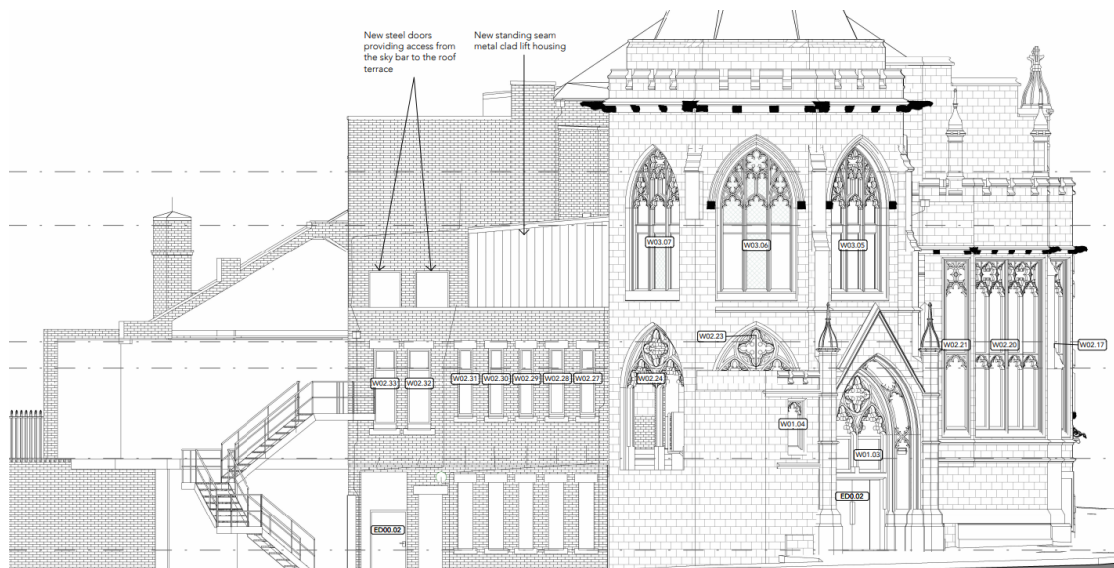 New steel doors
providing access from
the sky bar to the roof
terrace
New standing seam
metal clad lift housing
W03.07
W03.06
W03.05
W02.23
W02.21
W02.20
W02.17
W02.33
W02.32
W02.31
W02.30
W02.29
W02.28
W02.27
W02.24
W01.04
W01.03
ED0.02
ED00.02